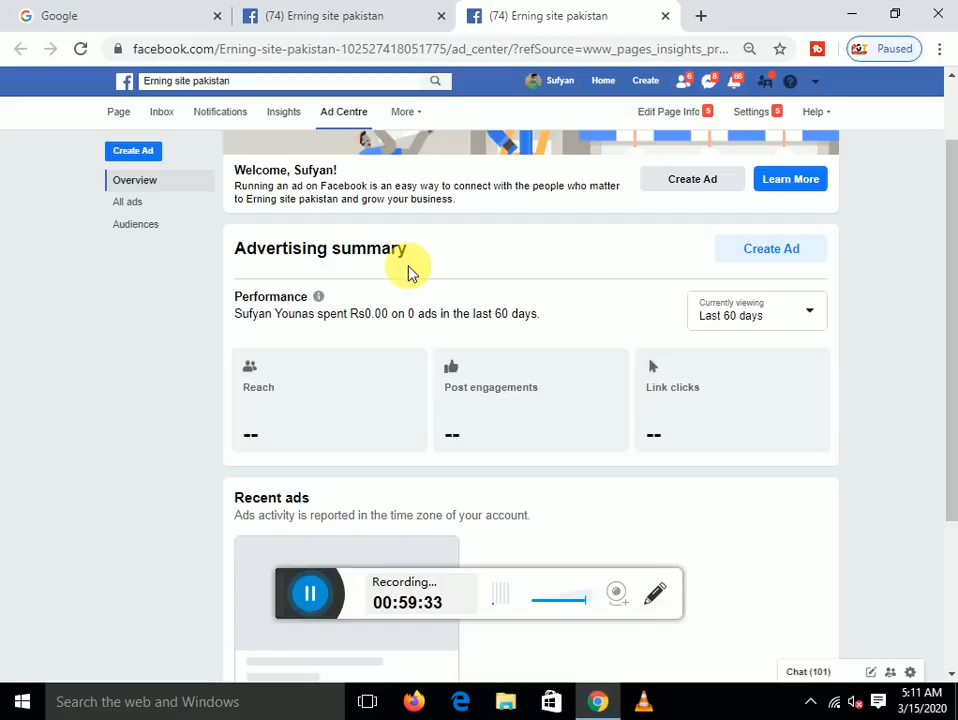 Google
(74) Erning site pakistan
(74) Erning site pakistan
facebook.com/Erning-site-pakistan-102527418051775/ad_center/?refSource=www_pages_insights_pr...
Paused
Erning site pakistan
Sufyan
Home
Create
6
8
66
Page
Inbox
Notifications
Insights
Ad Centre
More
Edit Page Info 5
Settings 5
Help
Create Ad
Overview
All ads
Audiences
Welcome, Sufyan!
Running an ad on Facebook is an easy way to connect with the people who matter
to Erning site pakistan and grow your business.
Create Ad
Learn More
Advertising summary
Create Ad
Performance
Sufyan Younas spent Rs0.00 on 0 ads in the last 60 days.
Currently viewing
Last 60 days
Reach
--
Post engagements
--
Link clicks
--
Recent ads
Ads activity is reported in the time zone of your account.
Recording...
00:59:33
Chat (101)
Search the web and Windows
5:11 AM
3/15/2020